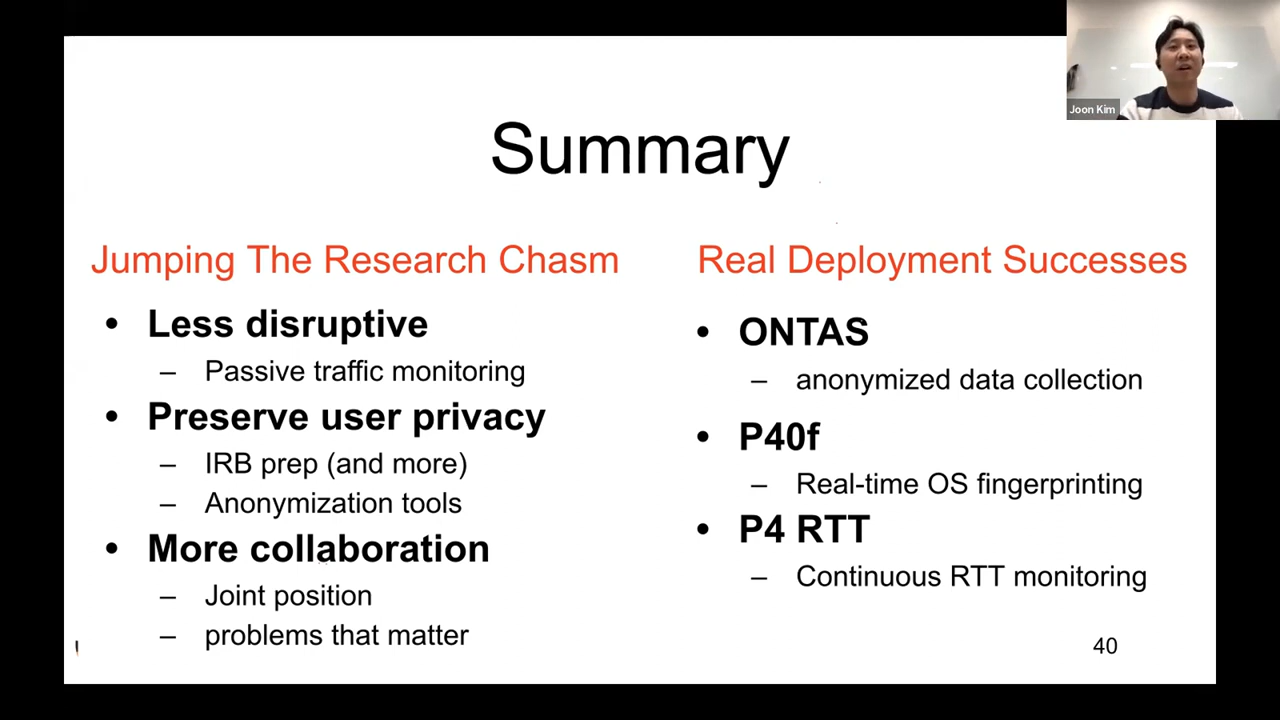 Joon Kim
Summary
Jumping The Research Chasm
• Less disruptive
– Passive traffic monitoring
• Preserve user privacy
– IRB prep (and more)
– Anonymization tools
• More collaboration
– Joint position
– problems that matter
Real Deployment Successes
• ONTAS
– anonymized data collection
• P40f
– Real-time OS fingerprinting
• P4 RTT
– Continuous RTT monitoring
40